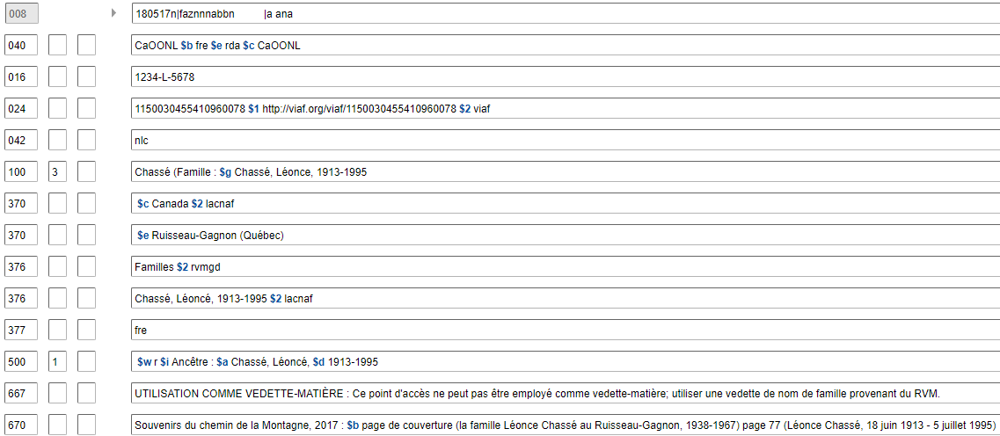 008 180517n|faznnnabbn |a ana
040 CaOONL $b fre $e rda $c CaOONL
016 1234-L-5678
024 1150030455410960078 $1 http://viaf.org/viaf/1150030455410960078 $2 viaf
042 nlc
100 3 Chassé (Famille : $g Chassé, Léonce, 1913-1995
370 $c Canada $2 lacnaf
370 $e Ruisseau-Gagnon (Québec)
376 Familles $2 rvmgd
376 Chassé, Léoncé, 1913-1995 $2 lacnaf
377 fre
500 1 $w r $i Ancêtre : $a Chassé, Léoncé, $d 1913-1995
667 UTILISATION COMME VEDETTE-MATIÈRE : Ce point d'accès ne peut pas être employé comme vedette-matière; utiliser une vedette de nom de famille provenant du RVM.
670 Souvenirs du chemin de la Montagne, 2017 : $b page de couverture (la famille Léonce Chassé au Ruisseau-Gagnon, 1938-1967) page 77 (Léonce Chassé, 18 juin 1913 - 5 juillet 1995)